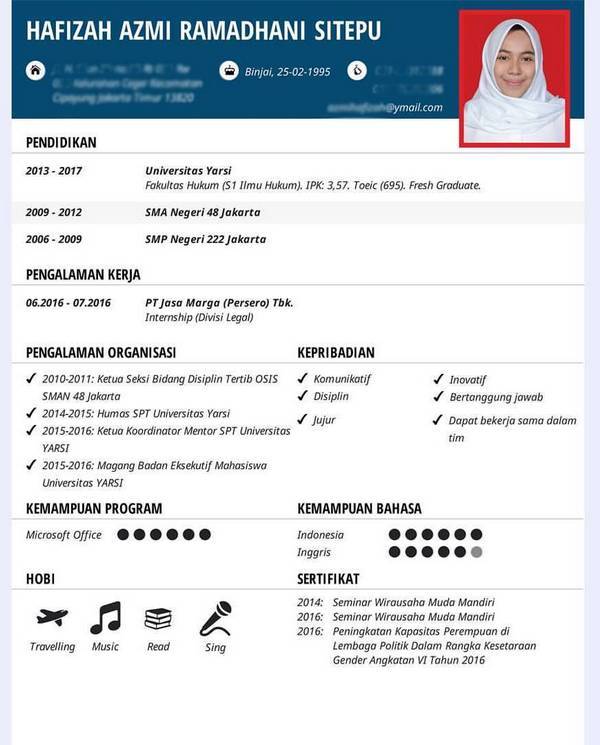 HAFIZAH AZMI RAMADHANI SITEPU
Binjai, 25-02-1995
Cipayung Jakarta Timur 13820
@ymail.com
PENDIDIKAN
2013 - 2017 Universitas Yarsi
Fakultas Hukum (S1 Ilmu Hukum). IPK: 3,57. Toeic (695). Fresh Graduate.
2009 - 2012 SMA Negeri 48 Jakarta
2006 - 2009 SMP Negeri 222 Jakarta
PENGALAMAN KERJA
06.2016 - 07.2016 PT Jasa Marga (Persero) Tbk.
Internship (Divisi Legal)
PENGALAMAN ORGANISASI
2010-2011: Ketua Seksi Bidang Disiplin Tertib OSIS
SMAN 48 Jakarta
2014-2015: Humas SPT Universitas Yarsi
2015-2016: Ketua Koordinator Mentor SPT Universitas
YARSI
2015-2016: Magang Badan Eksekutif Mahasiswa
Universitas YARSI
KEPRIBADIAN
Komunikatif
Disiplin
Jujur
Inovatif
Bertanggung jawab
Dapat bekerja sama dalam
tim
KEMAMPUAN PROGRAM
Microsoft Office
KEMAMPUAN BAHASA
Indonesia
Inggris
HOBI
Travelling Music Read Sing
SERTIFIKAT
2014: Seminar Wirausaha Muda Mandiri
2016: Seminar Wirausaha Muda Mandiri
2016: Peningkatan Kapasitas Perempuan di
Lembaga Politik Dalam Rangka Kesetaraan
Gender Angkatan VI Tahun 2016